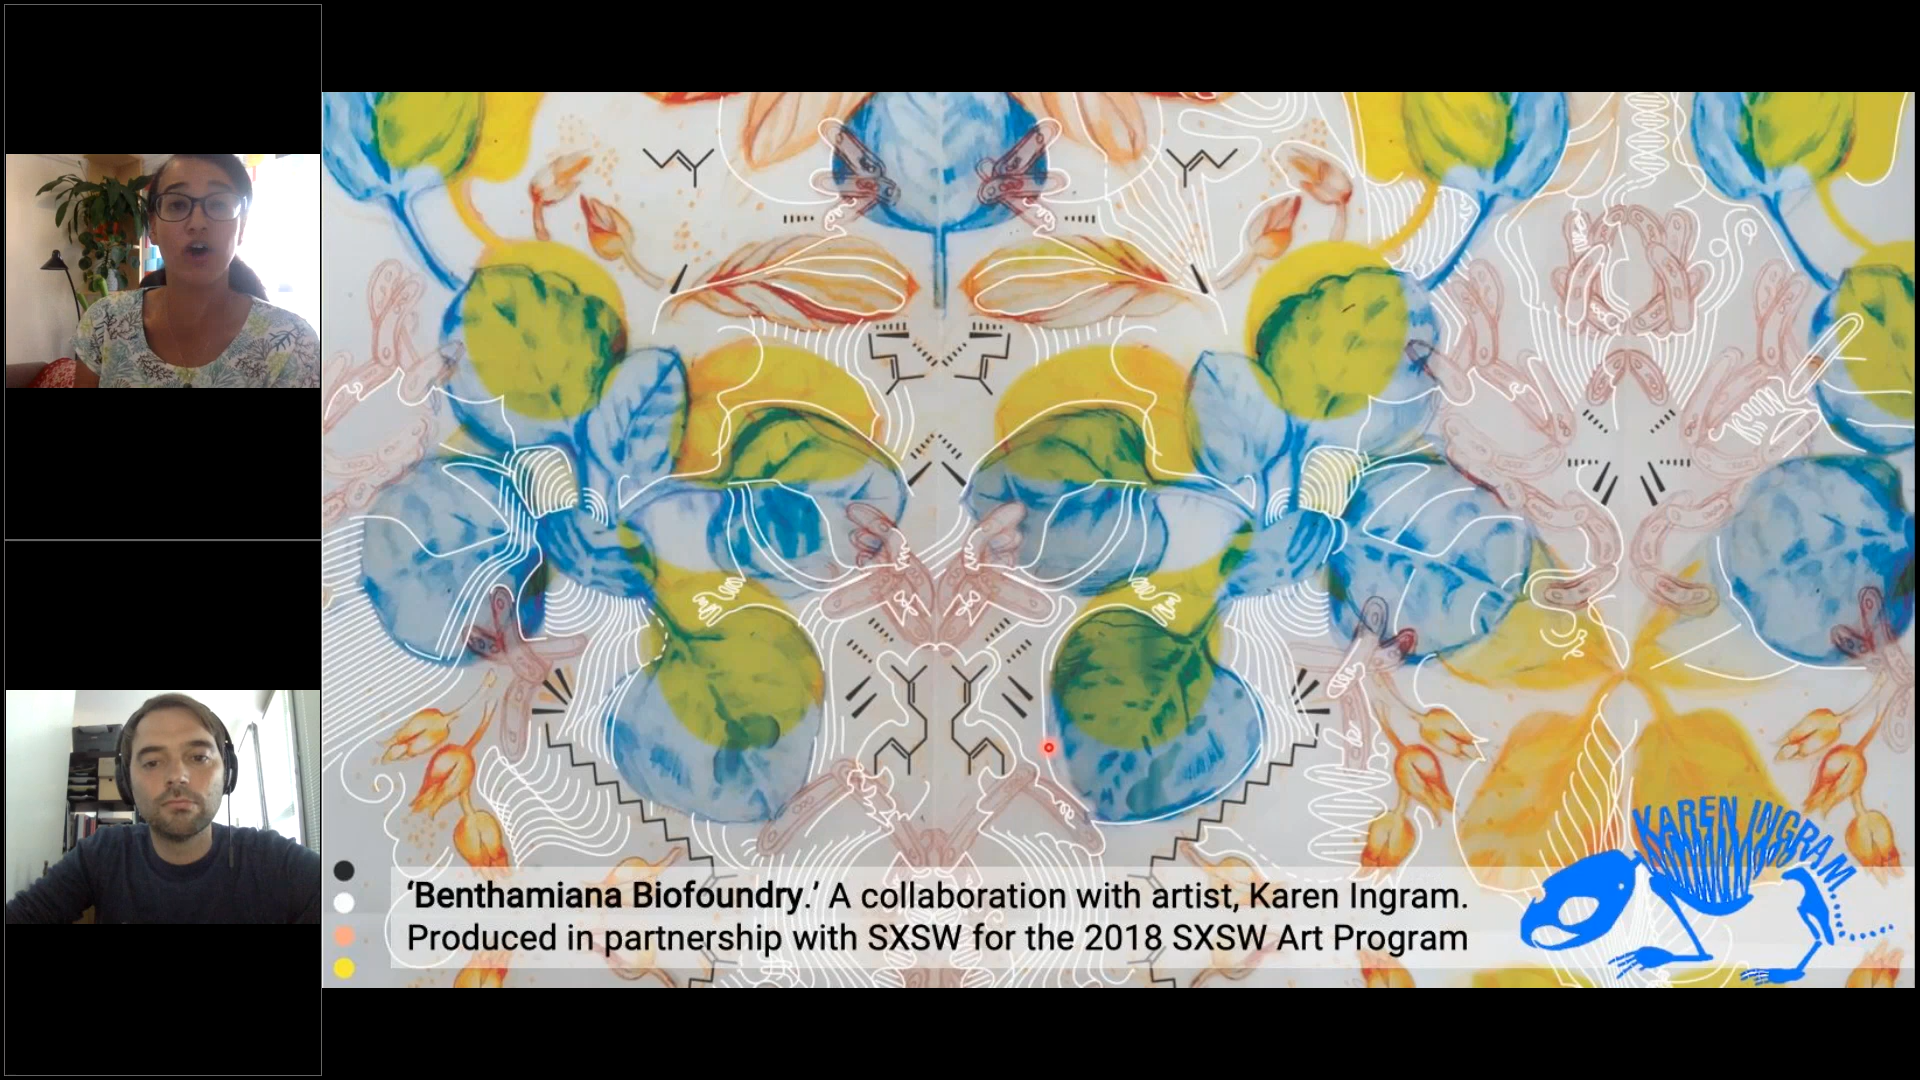 KAREN INGRAM
‘Benthamiana Biofoundry.’ A collaboration with artist, Karen Ingram.
Produced in partnership with SXSW for the 2018 SXSW Art Program